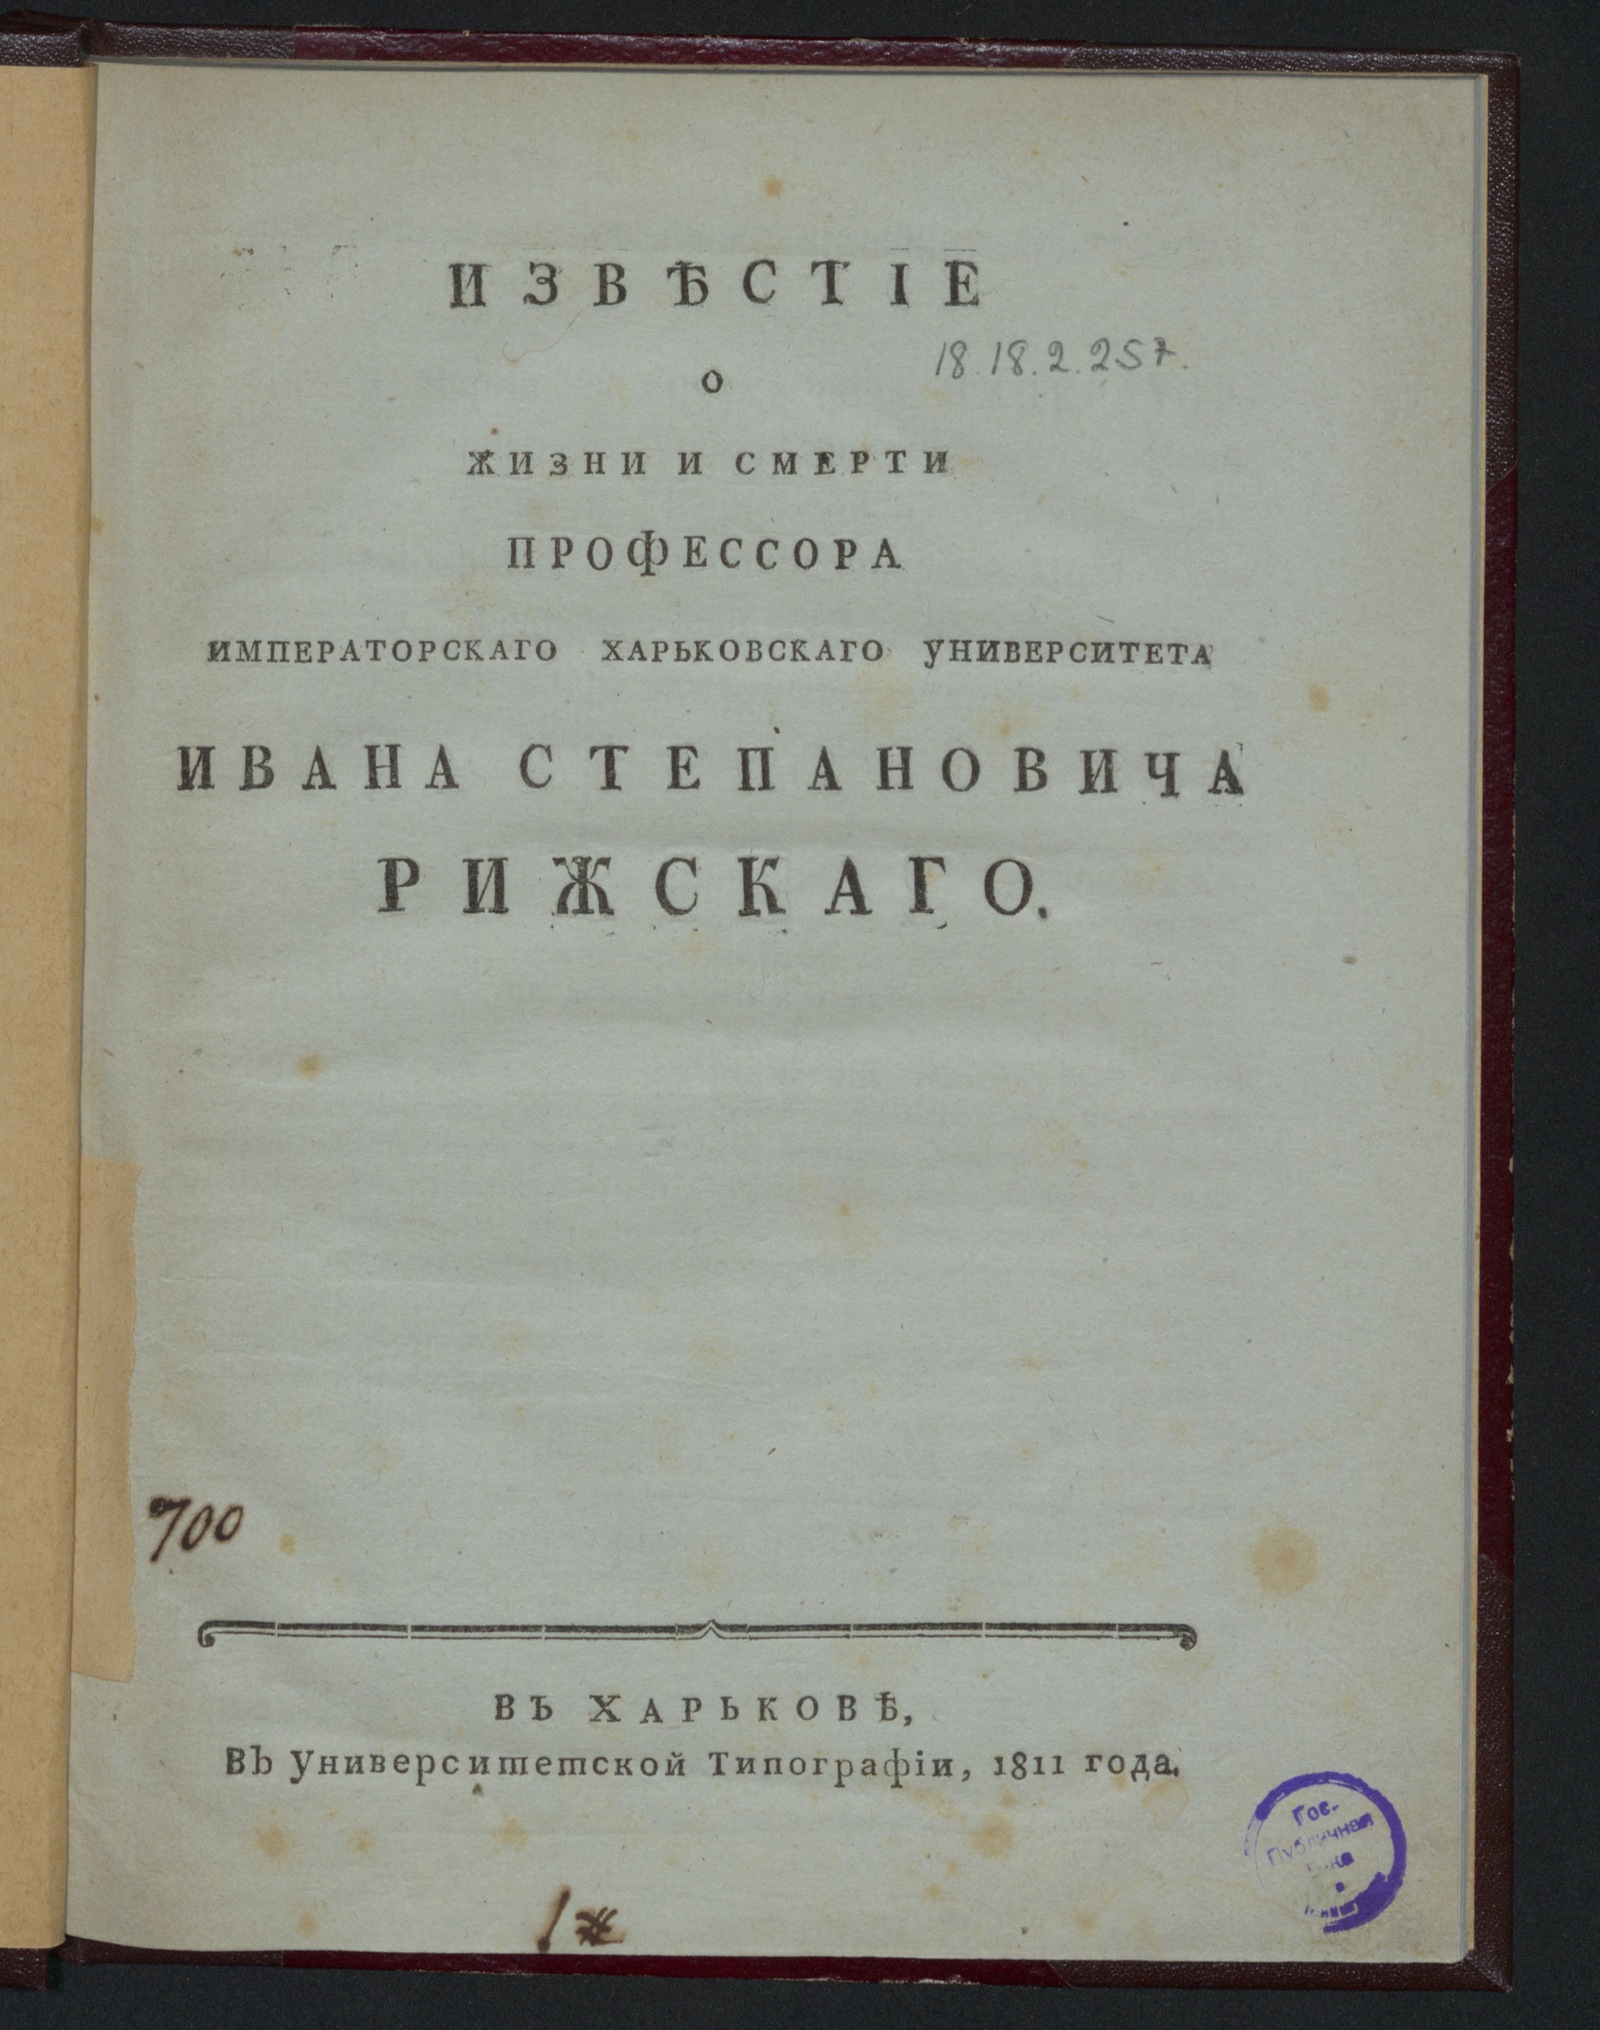 ИЗВѢСТІЕ
18.18.2.257.
О
ЖИЗНИ И СМЕРТИ
ПРОФЕССОРА
ИМПЕРАТОРСКАГО ХАРЬКОВСКАГО УНИВЕРСИТЕТА
ИВАНА СТЕПАНОВИЧА
РИЖСКАГО.
700
ВЪ ХАРЬКОВѢ,
Въ Университетской Типографіи, 1811 года.
Гос.
Публичная